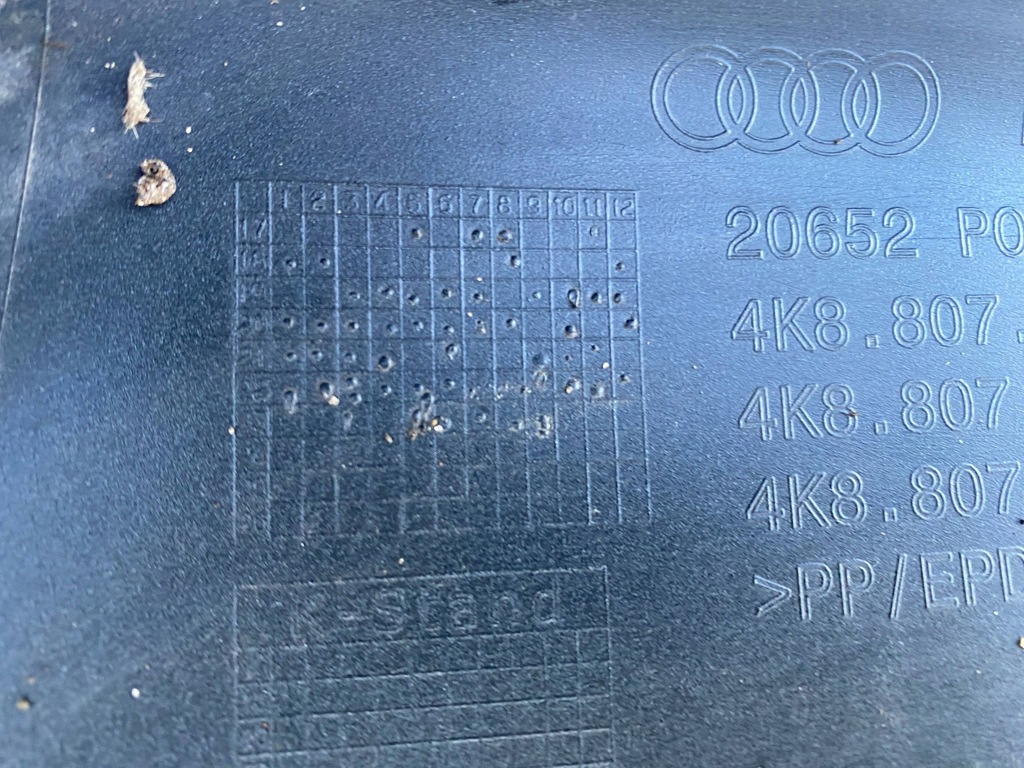 1 2 3 4 5 6 7 8 9 10 11 12
17
20652 PO
4K8.807.
4K8.807
4K8.807
>PP/EPD
K-Stand